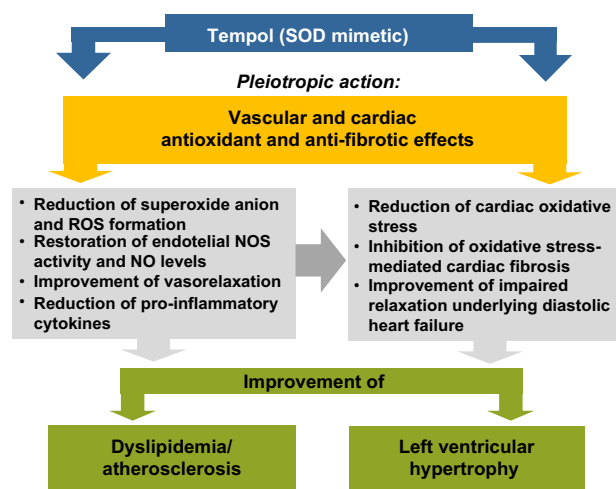 Tempol (SOD mimetic)
Pleiotropic action:
Vascular and cardiac
antioxidant and anti-fibrotic effects
• Reduction of superoxide anion
and ROS formation
• Restoration of endotelial NOS
activity and NO levels
• Improvement of vasorelaxation
• Reduction of pro-inflammatory
cytokines
• Reduction of cardiac oxidative
stress
• Inhibition of oxidative stress-
mediated cardiac fibrosis
• Improvement of impaired
relaxation underlying diastolic
heart failure
Improvement of
Dyslipidemia/
atherosclerosis
Left ventricular
hypertrophy